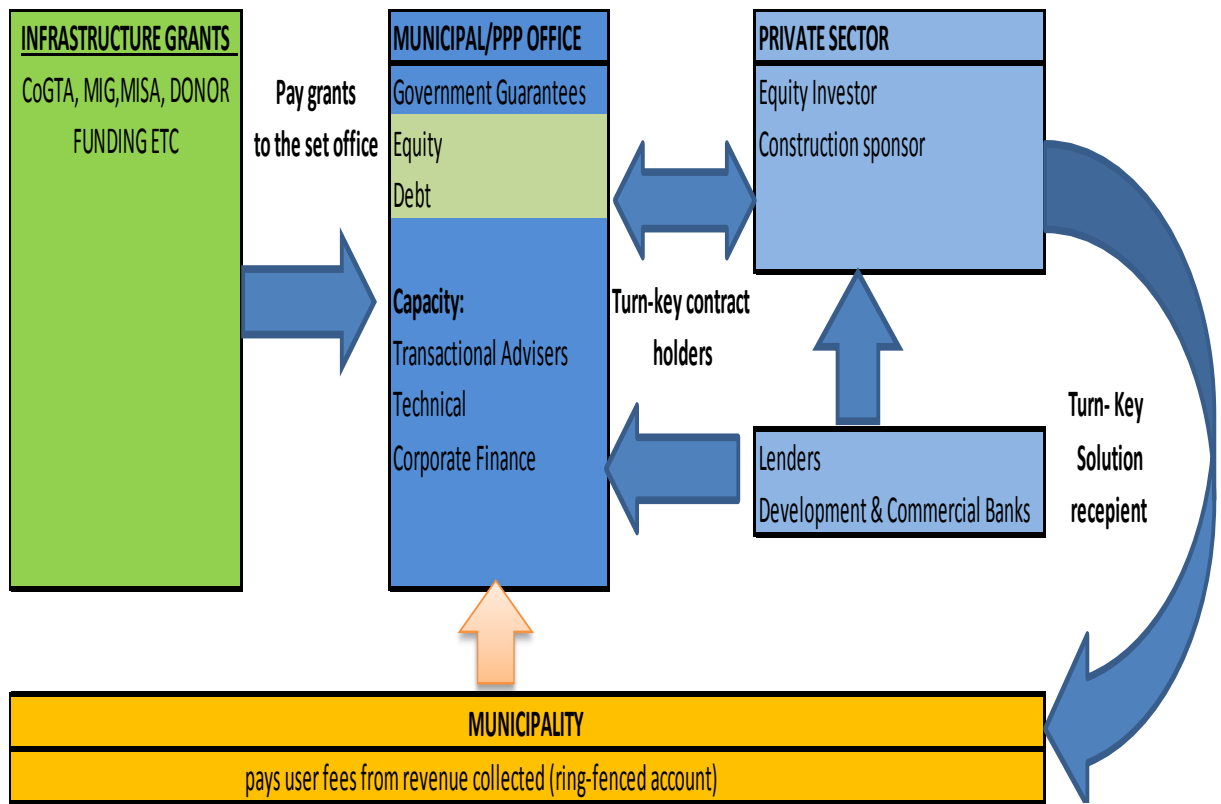 INFRASTRUCTURE GRANTS
CoGTA, MIG,MISA, DONOR
FUNDING ETC
Pay grants
to the set office
MUNICIPAL/PPP OFFICE
Government Guarantees
Equity
Debt
Capacity:
Transactional Advisers
Technical
Corporate Finance
Turn-key contract
holders
PRIVATE SECTOR
Equity Investor
Construction sponsor
Lenders
Development & Commercial Banks
Turn- Key
Solution
recepient
MUNICIPALITY
pays user fees from revenue collected (ring-fenced account)